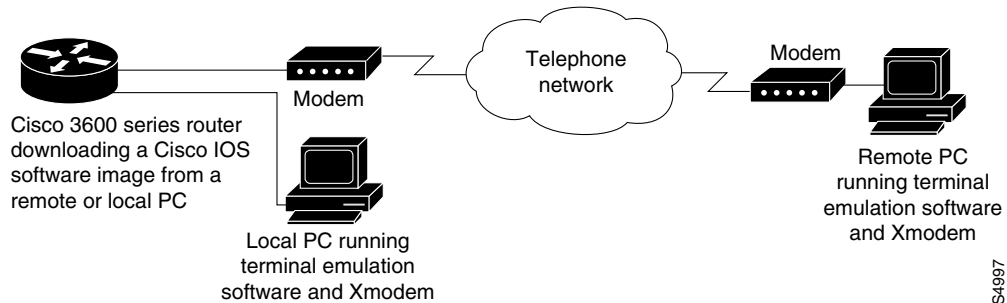 Modem
Cisco 3600 series router
downloading a Cisco IOS
software image from a
remote or local PC
Local PC running
terminal emulation
software and Xmodem
Telephone
network
Modem
Remote PC
running terminal
emulation software
and Xmodem
S4997